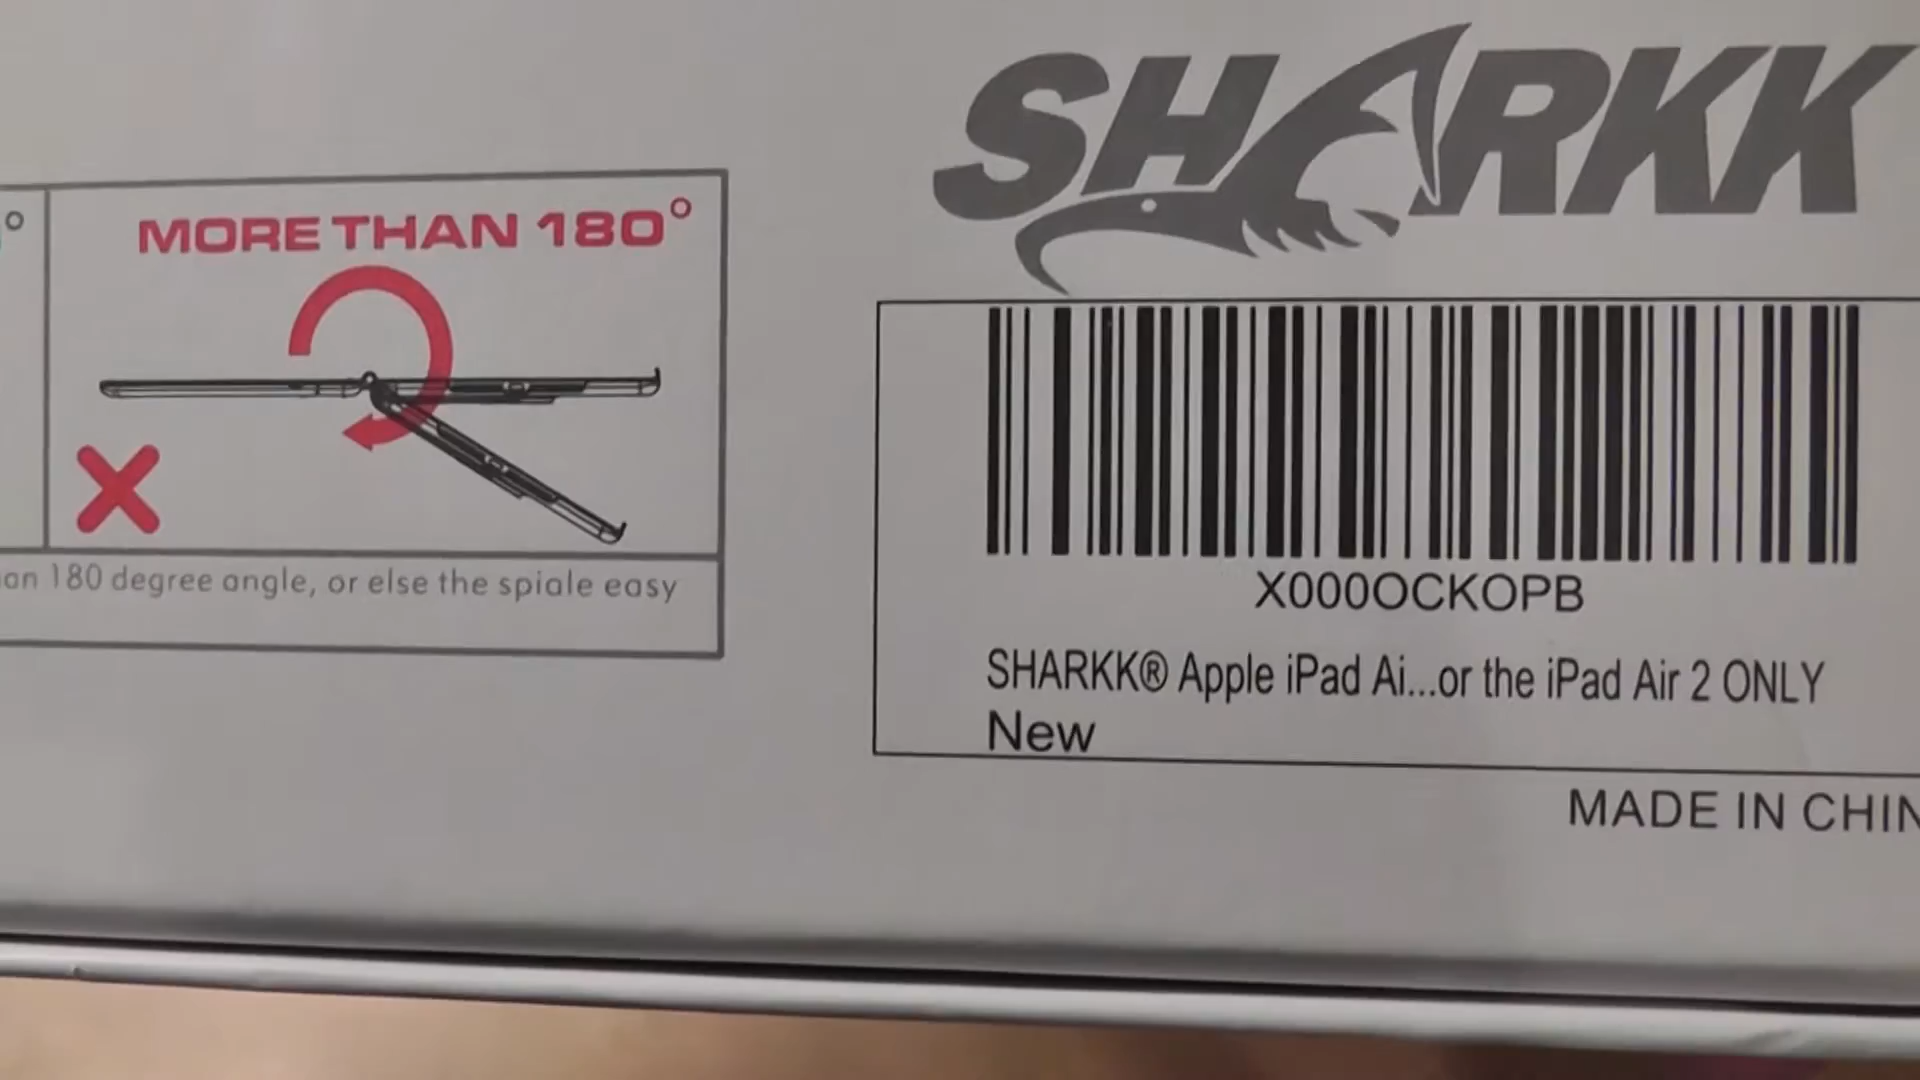 SHARKK
MORE THAN 180°
°
180 degree angle, or else the spiale easy
X000OCKOPB
SHARKK® Apple iPad Ai...or the iPad Air 2 ONLY
New
MADE IN CHIN